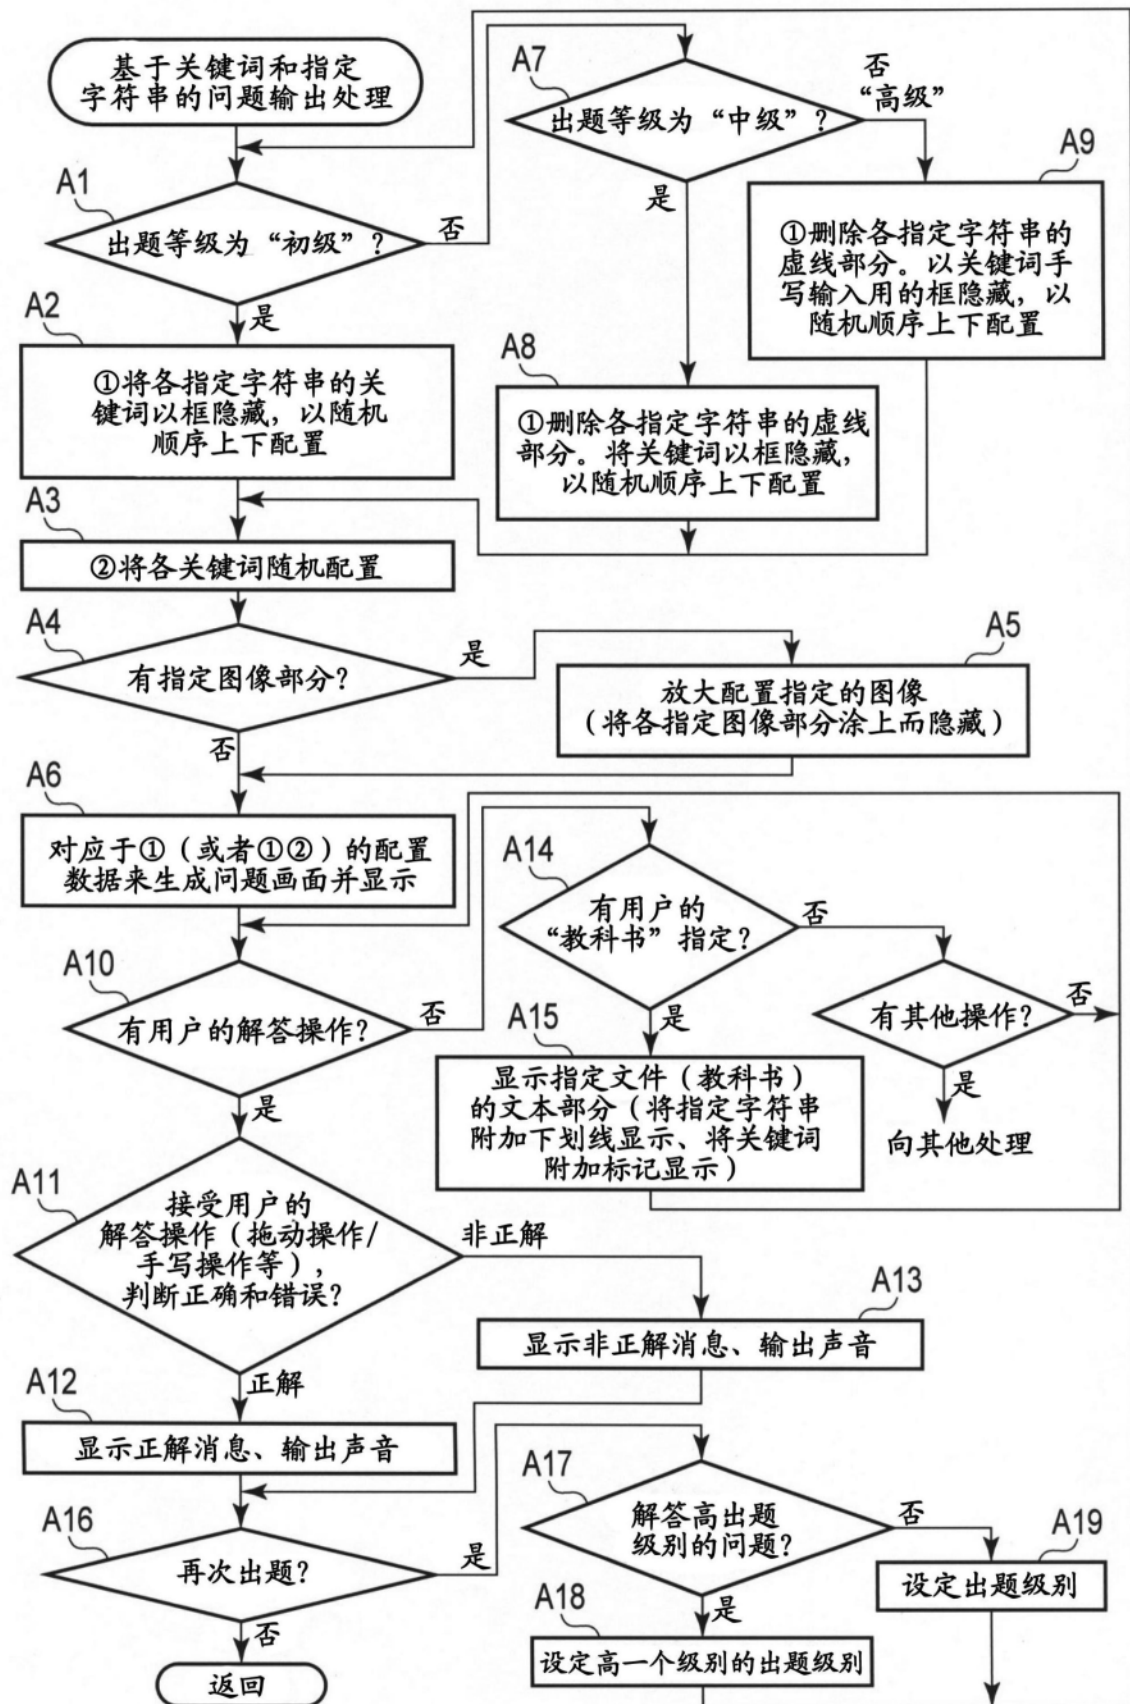 基于关键词和指定
字符串的问题输出处理
A1
出题等级为“初级”？
否
是
A2
①将各指定字符串的关
键词以框隐藏，以随机
顺序上下配置
A7
出题等级为“中级”？
否
“高级”
是
A9
①删除各指定字符串的
虚线部分。以关键词手
写输入用的框隐藏，以
随机顺序上下配置
A8
①删除各指定字符串的虚线
部分。将关键词以框隐藏，
以随机顺序上下配置
A3
②将各关键词随机配置
A4
有指定图像部分？
是
否
A5
放大配置指定的图像
（将各指定图像部分涂上而隐藏）
A6
对应于①（或者①②）的配置
数据来生成问题画面并显示
A10
有用户的解答操作？
否
是
A14
有用户的
“教科书”指定？
否
是
有其他操作？
否
是
向其他处理
A15
显示指定文件（教科书）
的文本部分（将指定字符串
附加下划线显示、将关键词
附加标记显示）
A11
接受用户的
解答操作（拖动操作/
手写操作等），
判断正确和错误？
非正解
正解
A13
显示非正解消息、输出声音
A12
显示正解消息、输出声音
A16
再次出题？
是
否
返回
A17
解答高出题
级别的问题？
否
是
A19
设定出题级别
A18
设定高一个级别的出题级别